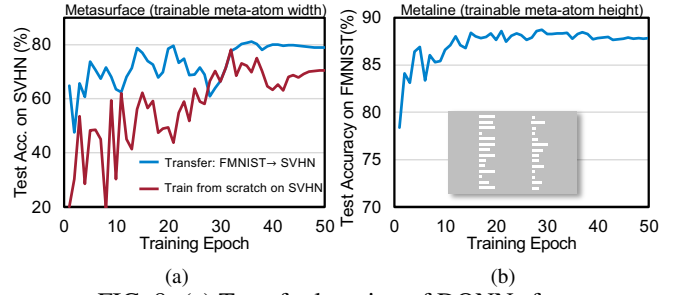 Metasurface (trainable meta-atom width)
Test Acc. on SVHN (%)
80
60
40
20
0
10
20
30
40
50
Training Epoch
Transfer: FMNIST→ SVHN
Train from scratch on SVHN
(a)
Metaline (trainable meta-atom height)
Test Accuracy on FMNIST(%)
90
85
80
75
70
0
10
20
30
40
50
Training Epoch
(b)